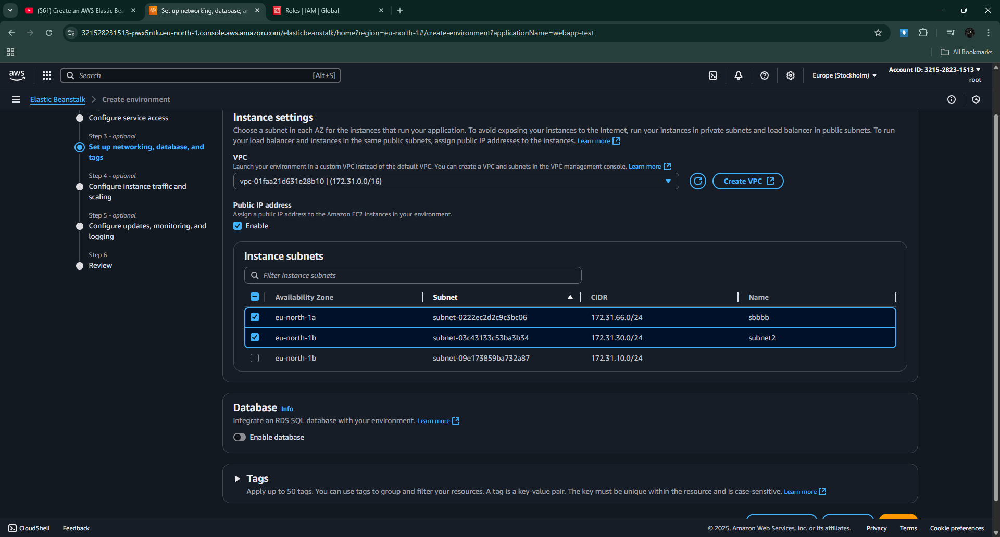 (561) Create an AWS Elastic Bea
Set up networking, database, a
Roles | IAM | Global
321528231513-pwx5ntlu.eu-north-1.console.aws.amazon.com/elasticbeanstalk/home?region=eu-north-1#/create-environment?applicationName=webapp-test
All Bookmarks
aws
Search
[Alt+S]
Europe (Stockholm)
Account ID: 3215-2823-1513
root
Elastic Beanstalk
Create environment
Configure service access
Step 3 - optional
Set up networking, database, and
tags
Step 4 - optional
Configure instance traffic and
scaling
Step 5 - optional
Configure updates, monitoring, and
logging
Step 6
Review
Instance settings
Choose a subnet in each AZ for the instances that run your application. To avoid exposing your instances to the Internet, run your instances in private subnets and load balancer in public subnets. To run
your load balancer and instances in the same public subnets, assign public IP addresses to the instances. Learn more
VPC
Launch your environment in a custom VPC instead of the default VPC. You can create a VPC and subnets in the VPC management console. Learn more
vpc-01faa21d631e28b10 | (172.31.0.0/16)
Create VPC
Public IP address
Assign a public IP address to the Amazon EC2 instances in your environment.
Enable
Instance subnets
Filter instance subnets
Availability Zone Subnet CIDR Name
eu-north-1a subnet-0222ec2d2c9c3bc06 172.31.66.0/24 sbbbb
eu-north-1b subnet-03c43133c53ba3b34 172.31.30.0/24 subnet2
eu-north-1b subnet-09e173859ba732a87 172.31.10.0/24
Database Info
Integrate an RDS SQL database with your environment. Learn more
Enable database
Tags
Apply up to 50 tags. You can use tags to group and filter your resources. A tag is a key-value pair. The key must be unique within the resource and is case-sensitive. Learn more
CloudShell
Feedback
© 2025, Amazon Web Services, Inc. or its affiliates.
Privacy
Terms
Cookie preferences